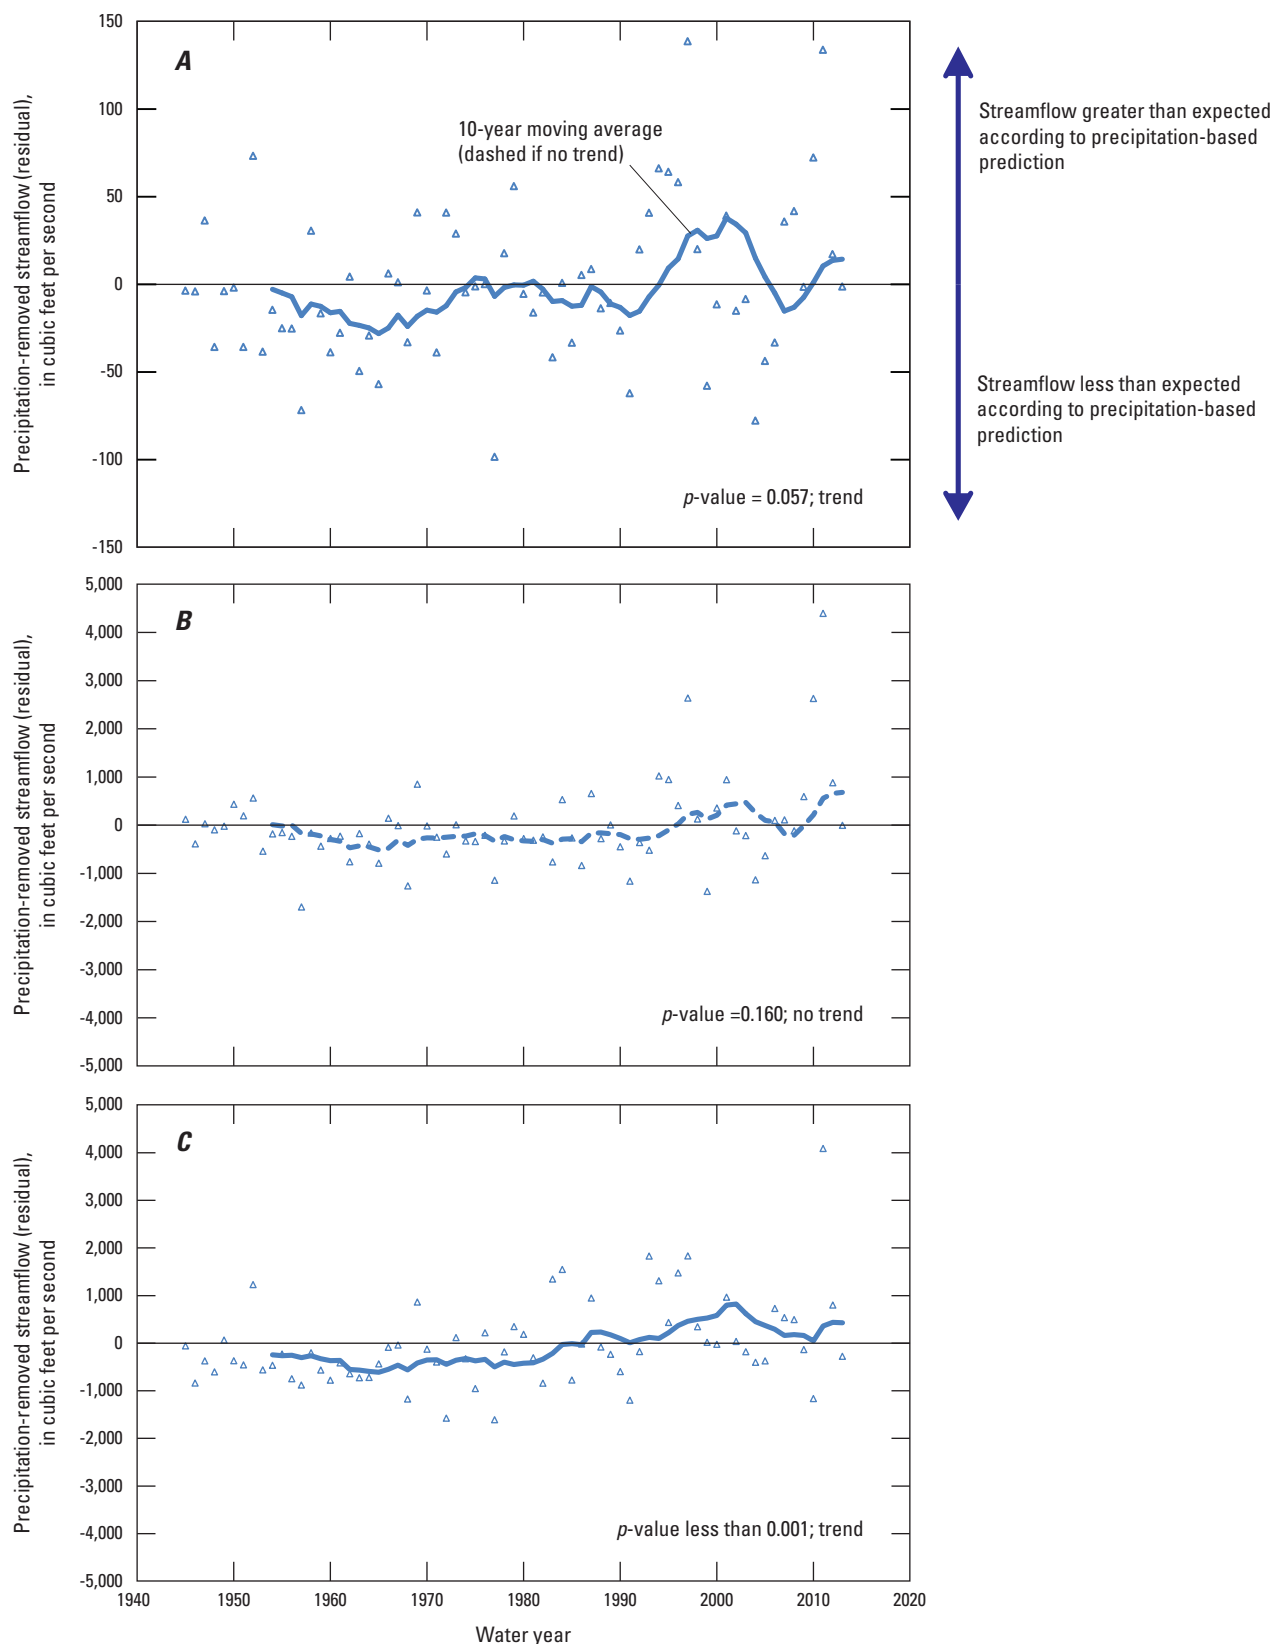 Precipitation-removed streamflow (residual),
in cubic feet per second
150
100
50
0
-50
-100
-150
A
10-year moving average
(dashed if no trend)
p-value = 0.057; trend
Streamflow greater than expected
according to precipitation-based
prediction
Streamflow less than expected
according to precipitation-based
prediction
Precipitation-removed streamflow (residual),
in cubic feet per second
5,000
4,000
3,000
2,000
1,000
0
-1,000
-2,000
-3,000
-4,000
-5,000
B
p-value =0.160; no trend
Precipitation-removed streamflow (residual),
in cubic feet per second
5,000
4,000
3,000
2,000
1,000
0
-1,000
-2,000
-3,000
-4,000
-5,000
C
p-value less than 0.001; trend
1940 1950 1960 1970 1980 1990 2000 2010 2020
Water year